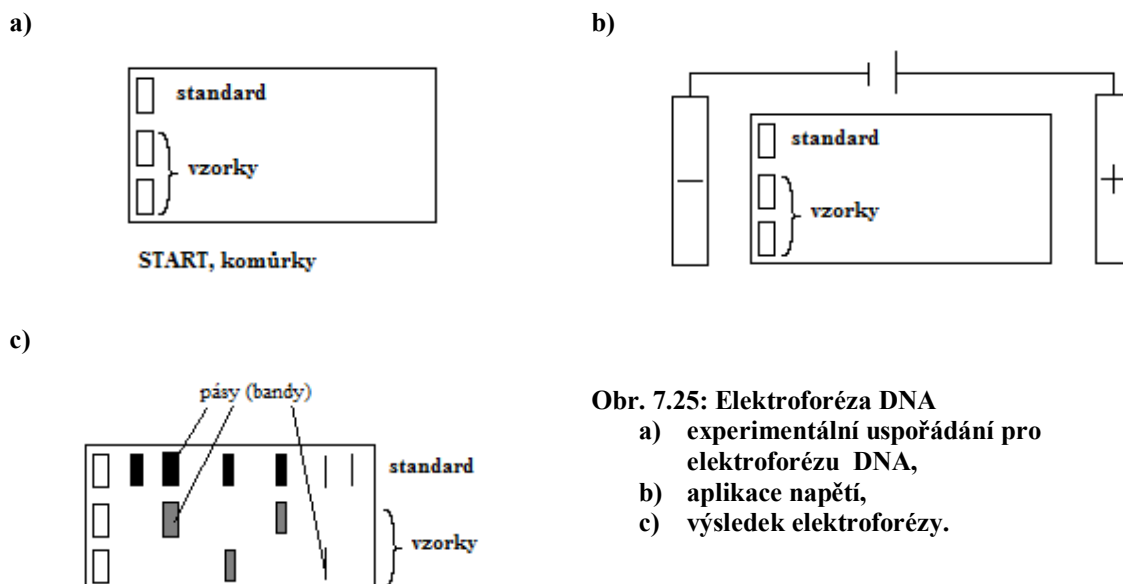 a)
standard
vzorky
START, komůrky
b)
standard
vzorky
c)
pásy (bandy)
standard
vzorky
Obr. 7.25: Elektroforéza DNA
a) experimentální uspořádání pro
elektroforézu DNA,
b) aplikace napětí,
c) výsledek elektroforézy.